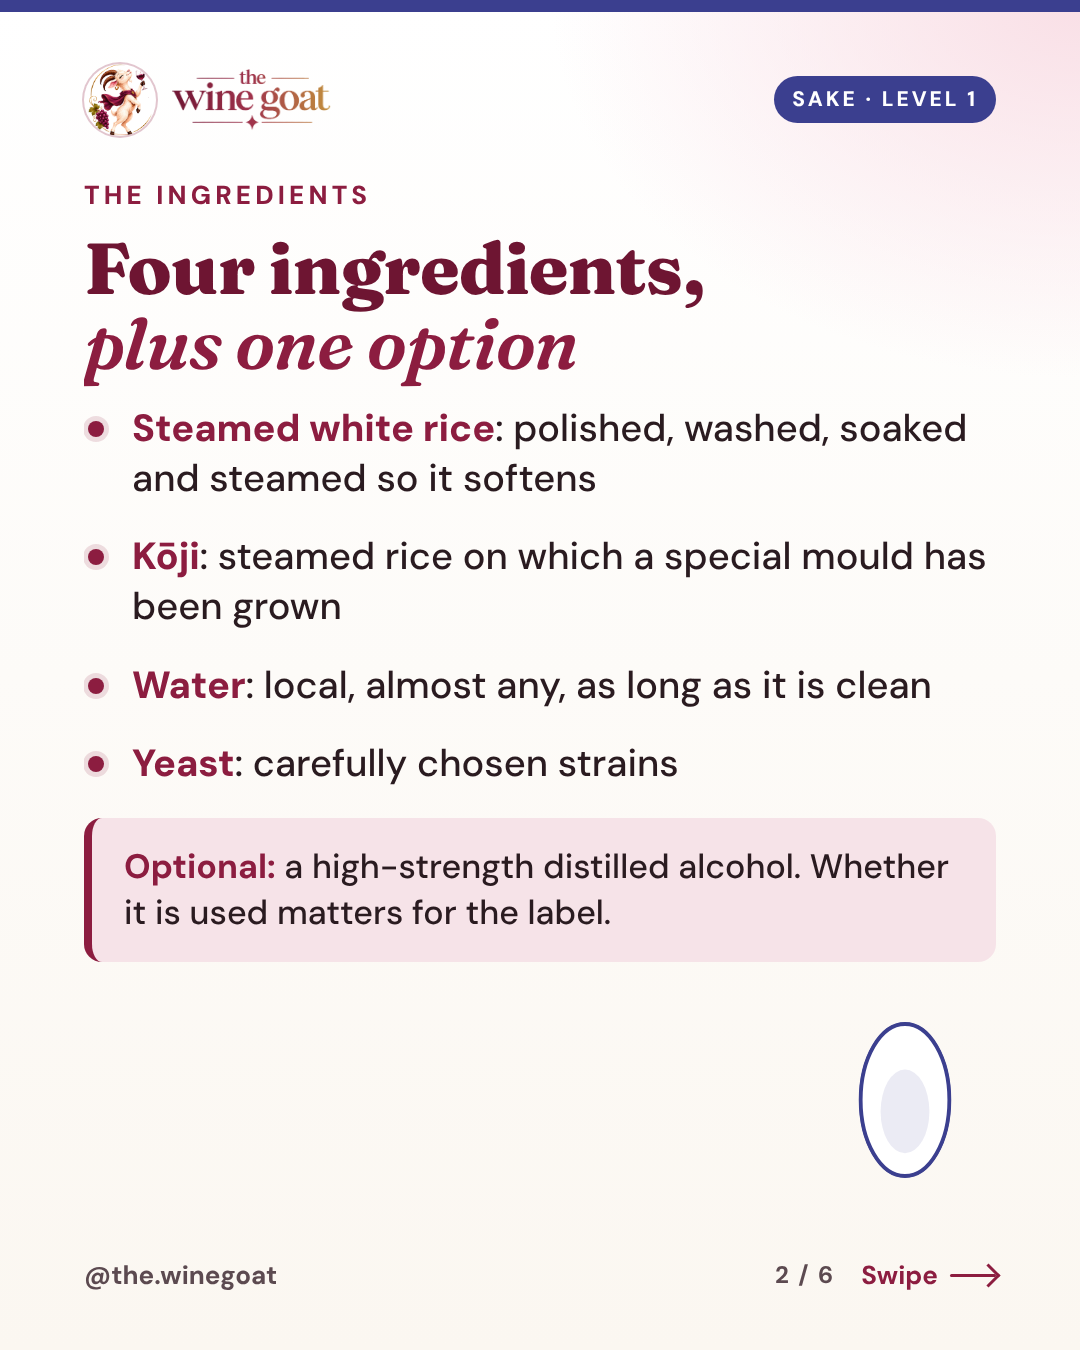 the
wine goat
SAKE · LEVEL 1
THE INGREDIENTS
Four ingredients,
plus one option
Steamed white rice: polished, washed, soaked
and steamed so it softens
Kōji: steamed rice on which a special mould has
been grown
Water: local, almost any, as long as it is clean
Yeast: carefully chosen strains
Optional: a high-strength distilled alcohol. Whether
it is used matters for the label.
@the.winegoat
2 / 6 Swipe